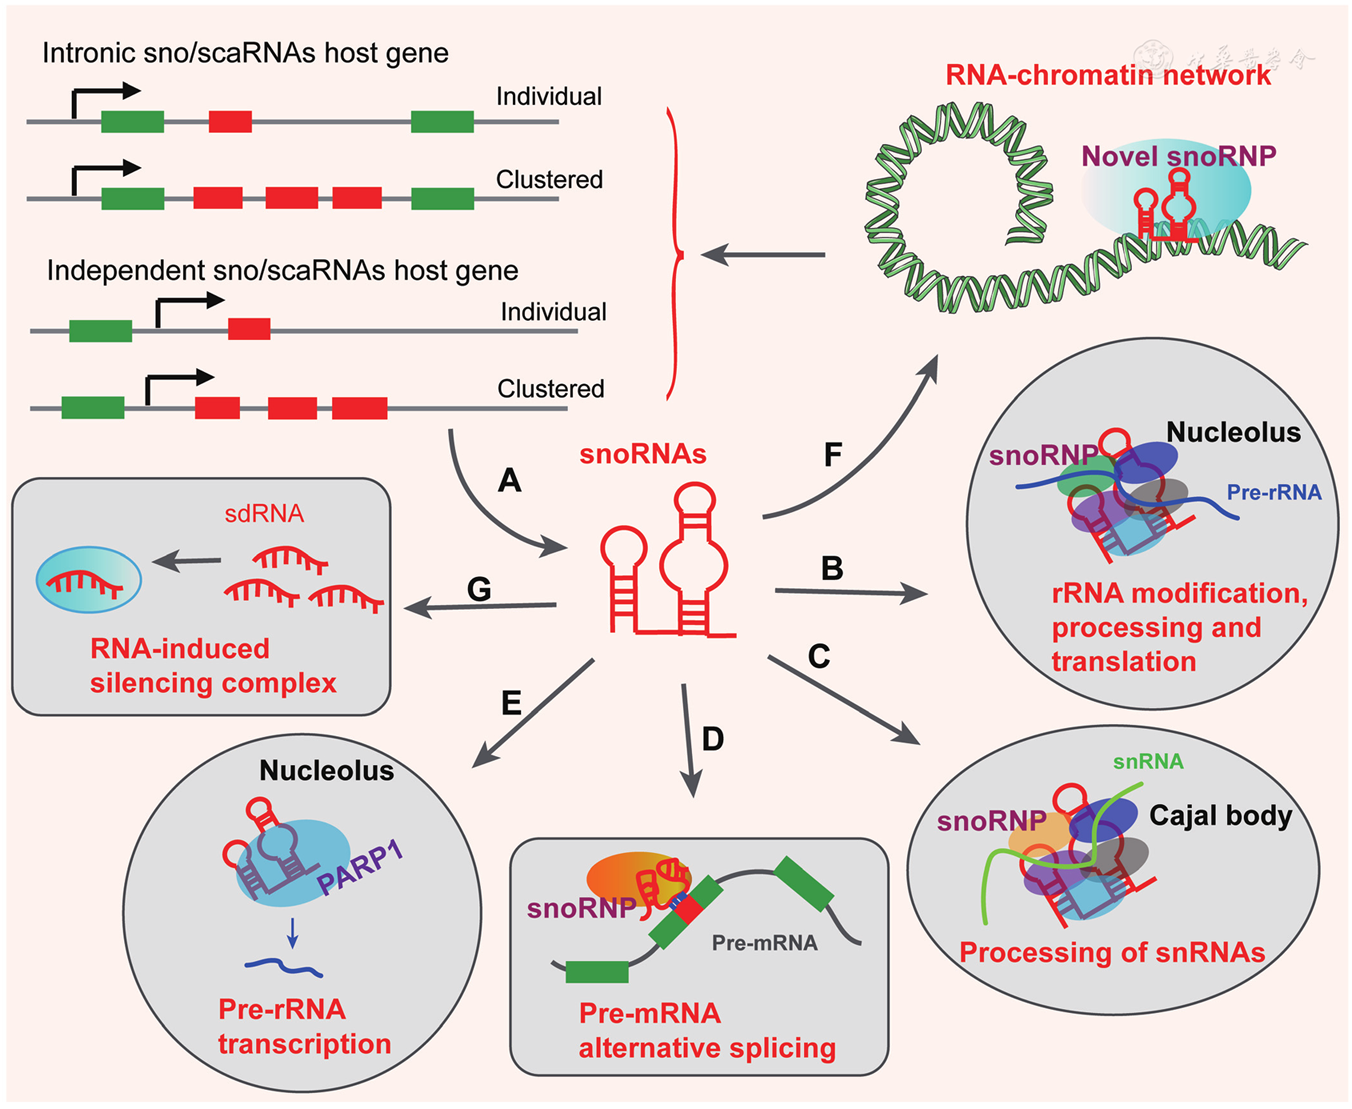 Intronic sno/scaRNAs host gene
Individual
Clustered
Independent sno/scaRNAs host gene
Individual
Clustered
RNA-chromatin network
Novel snoRNP
A
snoRNAs
F
B
C
D
E
G
Nucleolus
snoRNP
Pre-rRNA
rRNA modification,
processing and
translation
sdRNA
RNA-induced
silencing complex
snRNA
snoRNP
Cajal body
Processing of snRNAs
Nucleolus
PARP1
Pre-rRNA
transcription
snoRNP
Pre-mRNA
Pre-mRNA
alternative splicing